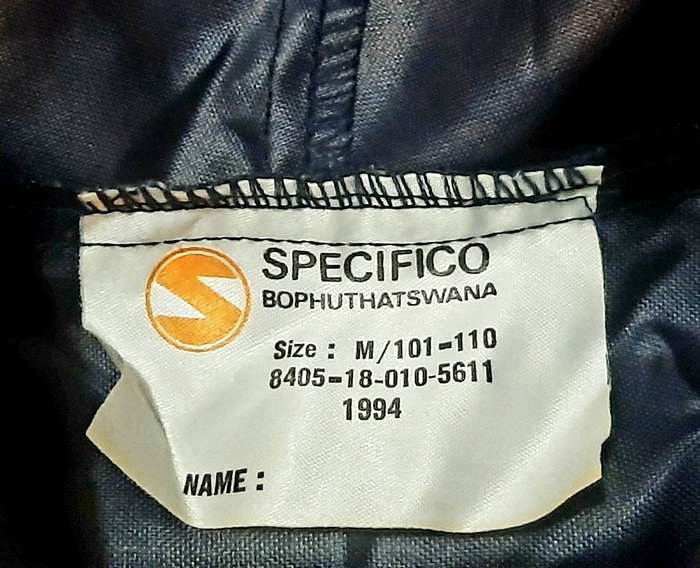 SPECIFICO
BOPHUTHATSWANA
Size : M/101-110
8405-18-010-5611
1994
NAME :